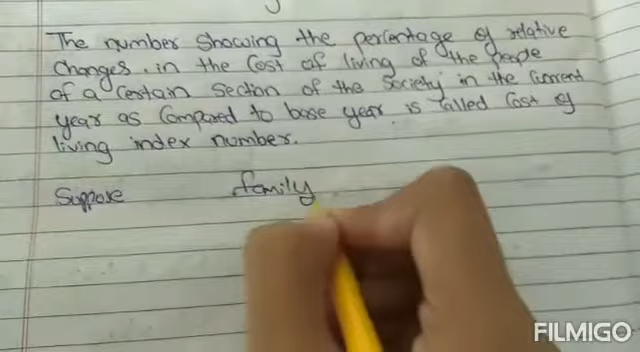 The number showing the percentage of relative
changes in the cost of living of the people
of a certain section of the society in the current
year as compared to base year is called cost of
living index number.
Suppose family
FILMIGO